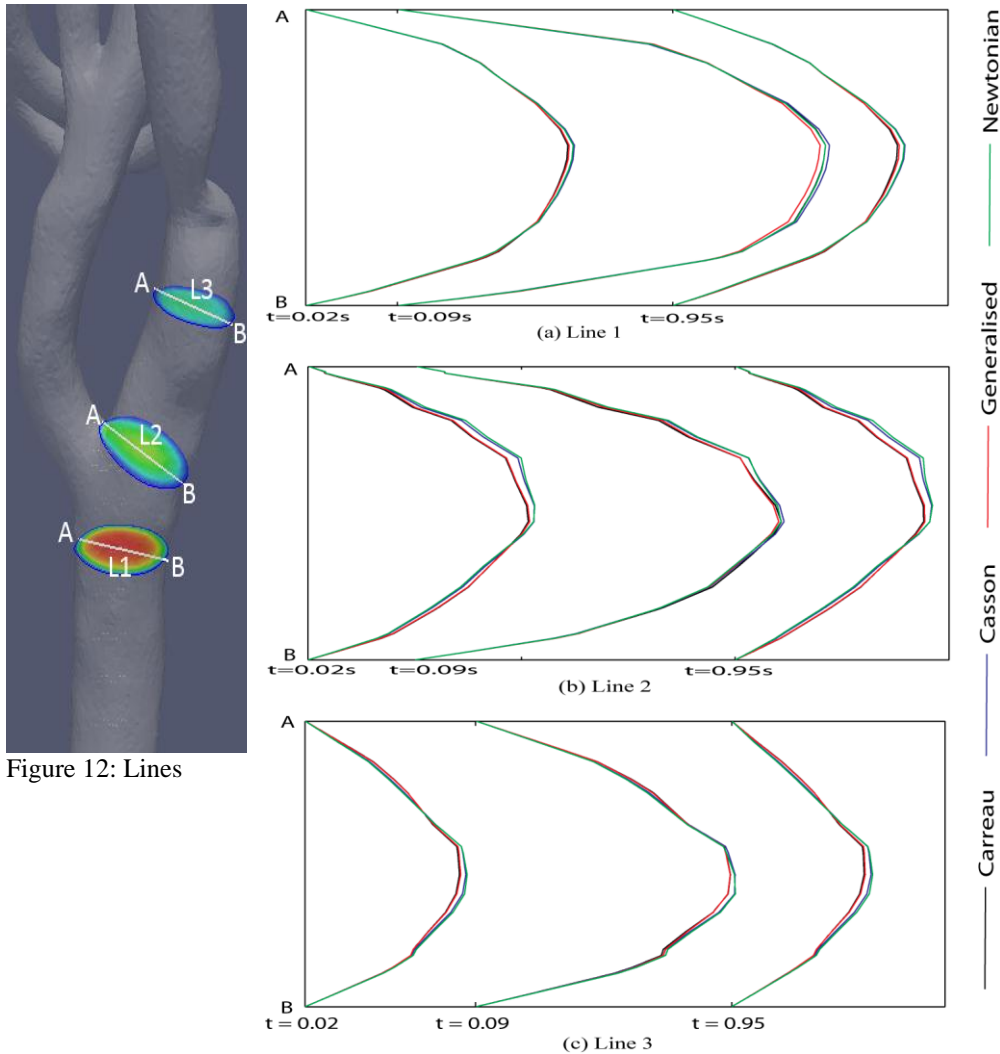 A
L3
B
A
L2
B
A
L1
B
Figure 12: Lines
A
B
t=0.02s
t=0.09s
t=0.95s
(a) Line 1
A
B
t=0.02s
t=0.09s
t=0.95s
(b) Line 2
A
B
t = 0.02
t = 0.09
t = 0.95
(c) Line 3
Newtonian
Generalised
Casson
Carreau